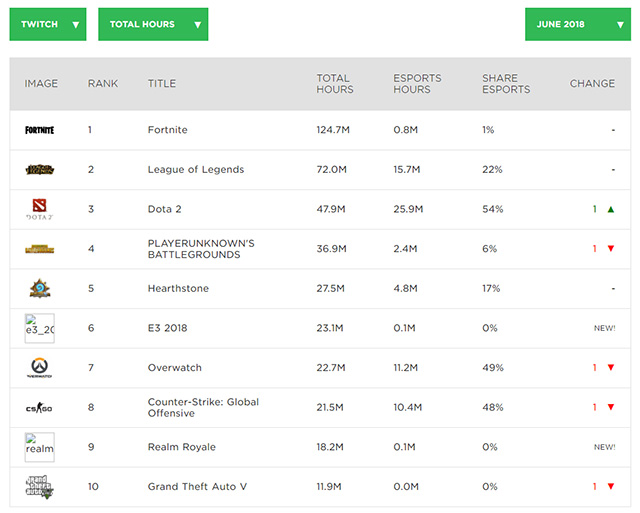 TWITCH ▼ TOTAL HOURS ▼ JUNE 2018 ▼
IMAGE RANK TITLE TOTAL HOURS ESPORTS HOURS SHARE ESPORTS CHANGE
FORTNITE 1 Fortnite 124.7M 0.8M 1% -
2 League of Legends 72.0M 15.7M 22% -
DOTA 2 3 Dota 2 47.9M 25.9M 54% 1 ▲
4 PLAYERUNKNOWN'S BATTLEGROUNDS 36.9M 2.4M 6% 1 ▼
5 Hearthstone 27.5M 4.8M 17% -
e3_20 6 E3 2018 23.1M 0.1M 0% NEW!
OVERWATCH 7 Overwatch 22.7M 11.2M 49% 1 ▼
CS GO 8 Counter-Strike: Global Offensive 21.5M 10.4M 48% 1 ▼
realm 9 Realm Royale 18.2M 0.1M 0% NEW!
grand theft auto V 10 Grand Theft Auto V 11.9M 0.0M 0% 1 ▼